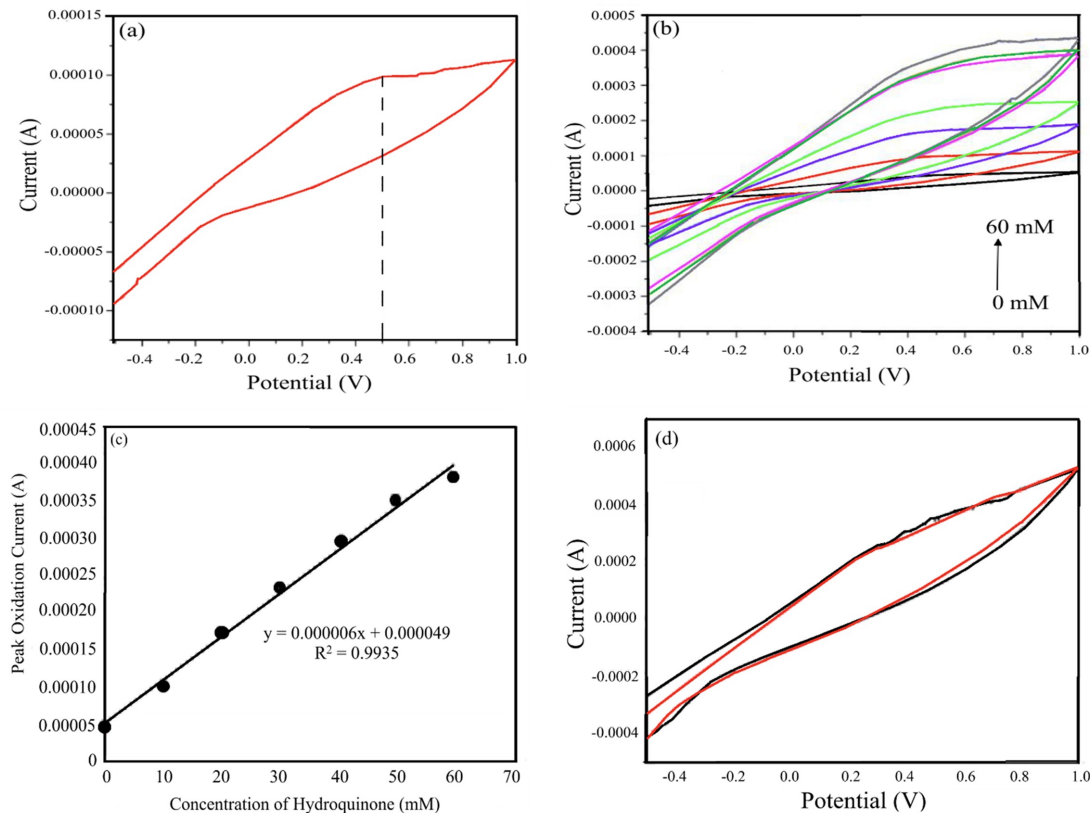 (a)
0.00015
0.00010
0.00005
0.00000
-0.00005
-0.00010
Current (A)
-0.4 -0.2 0.0 0.2 0.4 0.6 0.8 1.0
Potential (V)
(b)
0.0005
0.0004
0.0003
0.0002
0.0001
0.0000
-0.0001
-0.0002
-0.0003
-0.0004
Current (A)
60 mM
0 mM
-0.4 -0.2 0.0 0.2 0.4 0.6 0.8 1.0
Potential (V)
(c)
0.00045
0.00040
0.00035
0.00030
0.00025
0.00020
0.00015
0.00010
0.00005
0
Peak Oxidation Current (A)
y = 0.000006x + 0.000049
R² = 0.9935
0 10 20 30 40 50 60 70
Concentration of Hydroquinone (mM)
(d)
0.0006
0.0004
0.0002
0.0000
-0.0002
-0.0004
Current (A)
-0.4 -0.2 0.0 0.2 0.4 0.6 0.8 1.0
Potential (V)